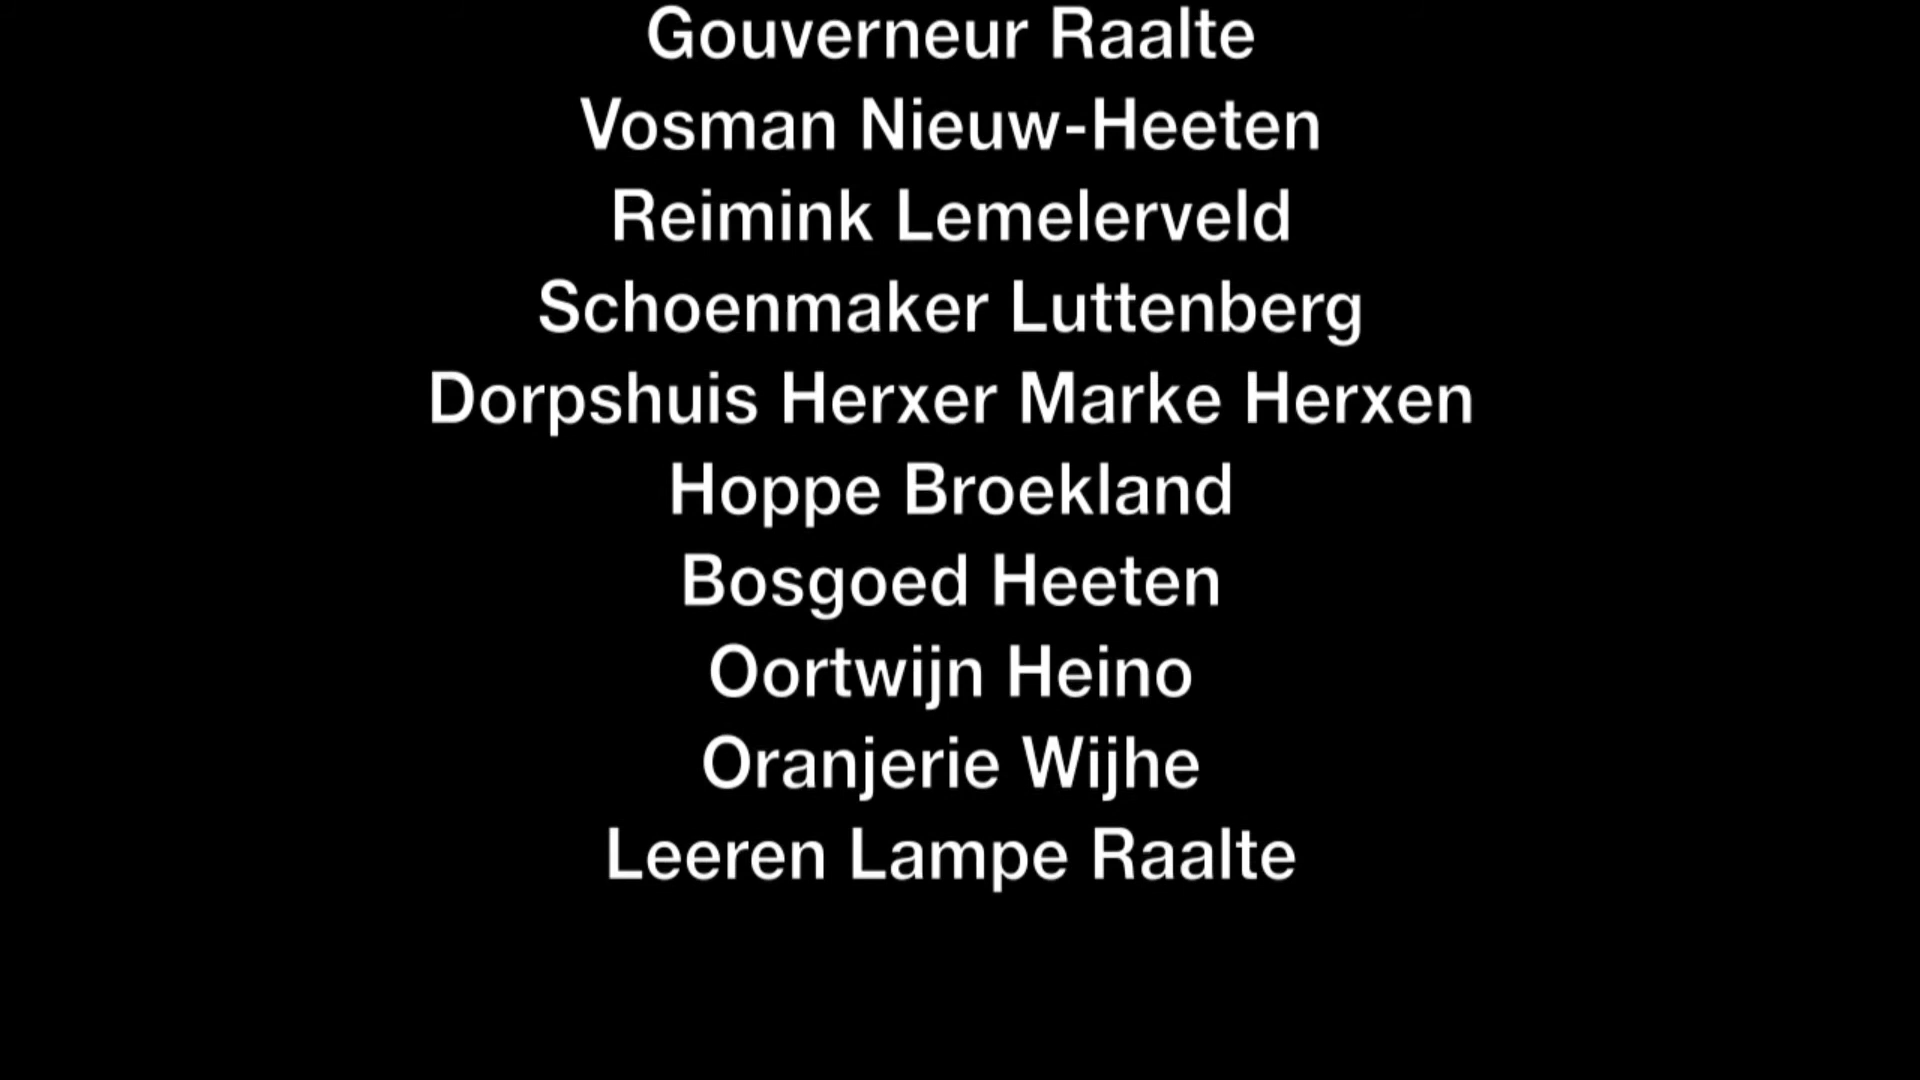 Gouverneur Raalte
Vosman Nieuw-Heeten
Reimink Lemelerveld
Schoenmaker Luttenberg
Dorpshuis Herxer Marke Herxen
Hoppe Broekland
Bosgoed Heeten
Oortwijn Heino
Oranjerie Wijhe
Leeren Lampe Raalte